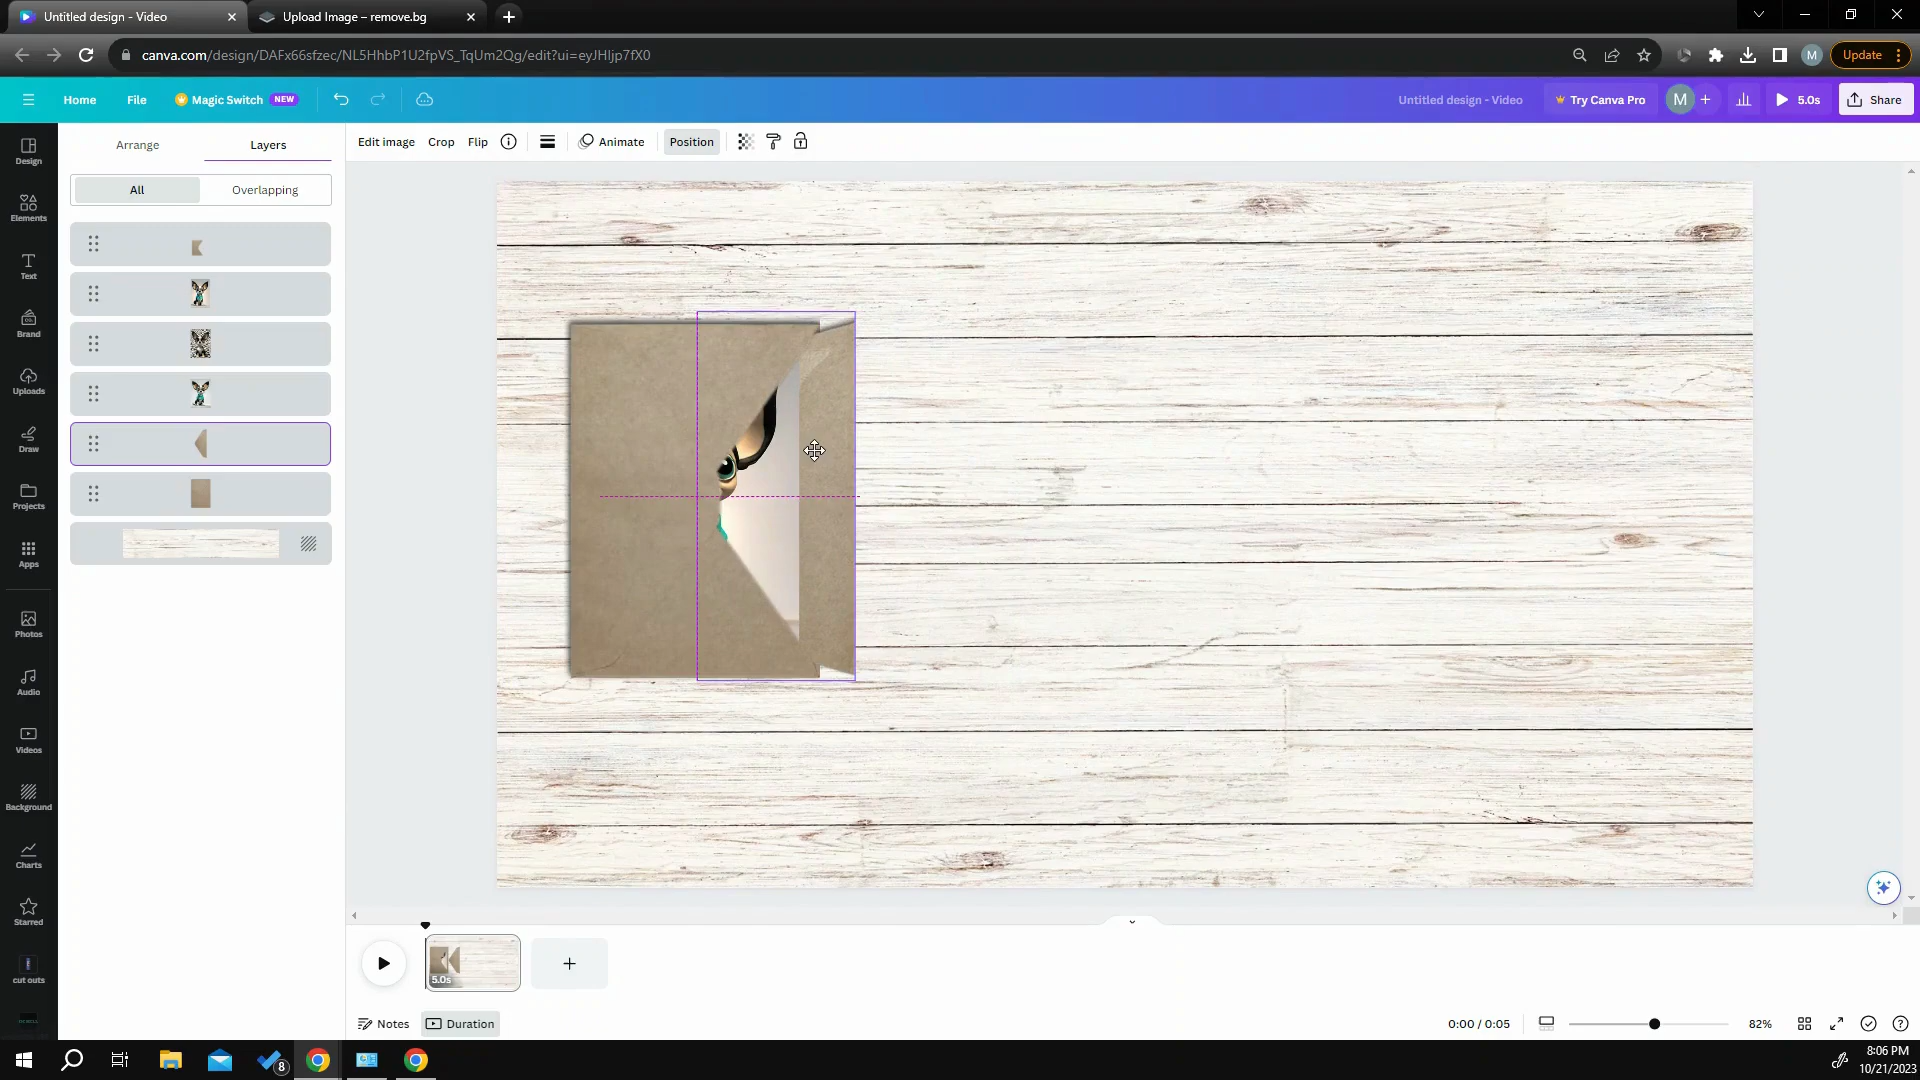 Untitled design - Video
Upload Image – remove.bg
canva.com/design/DAFx66sfzec/NL5HhbP1U2fpVS_TqUm2Qg/edit?ui=eyJHIjp7fX0
M
Update
Home
File
Magic Switch NEW
Untitled design - Video
Try Canva Pro
M
5.0s
Share
Design
Elements
Text
Brand
Uploads
Draw
Projects
Apps
Photos
Audio
Videos
Background
Charts
Starred
cut outs
Arrange
Layers
All
Overlapping
Edit image
Crop
Flip
Animate
Position
5.0s
Notes
Duration
0:00 / 0:05
82%
8
8:06 PM
10/21/2023